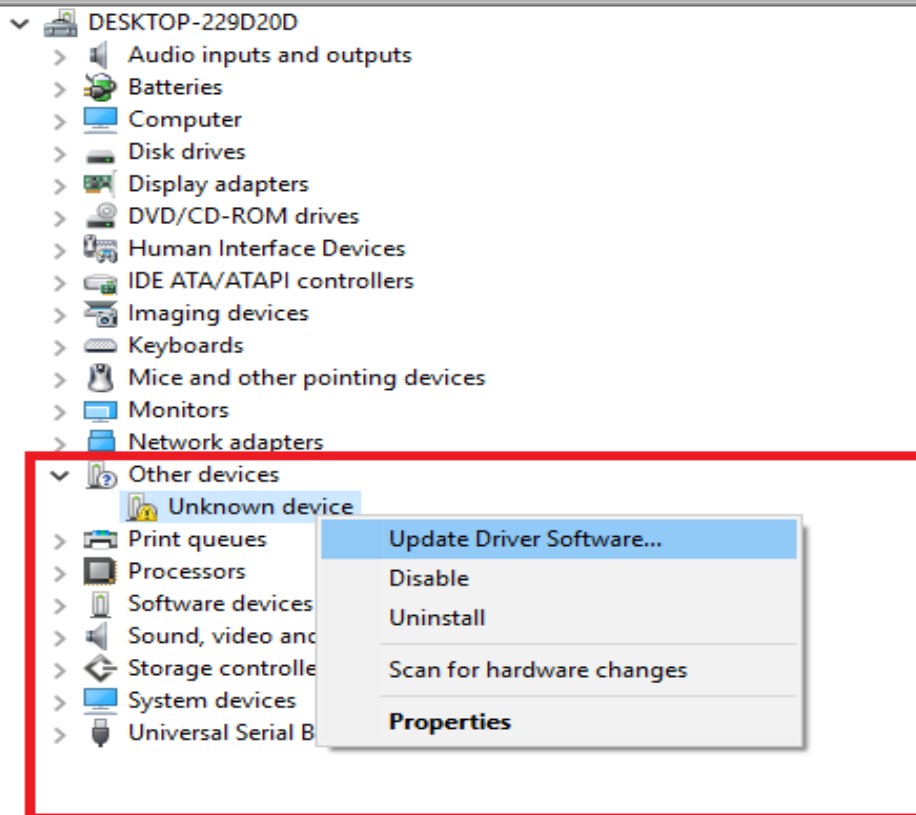 DESKTOP-229D20D
Audio inputs and outputs
Batteries
Computer
Disk drives
Display adapters
DVD/CD-ROM drives
Human Interface Devices
IDE ATA/ATAPI controllers
Imaging devices
Keyboards
Mice and other pointing devices
Monitors
Network adapters
Other devices
Unknown device
Print queues
Processors
Software devices
Sound, video and
Storage controlle
System devices
Universal Serial B
Update Driver Software...
Disable
Uninstall
Scan for hardware changes
Properties